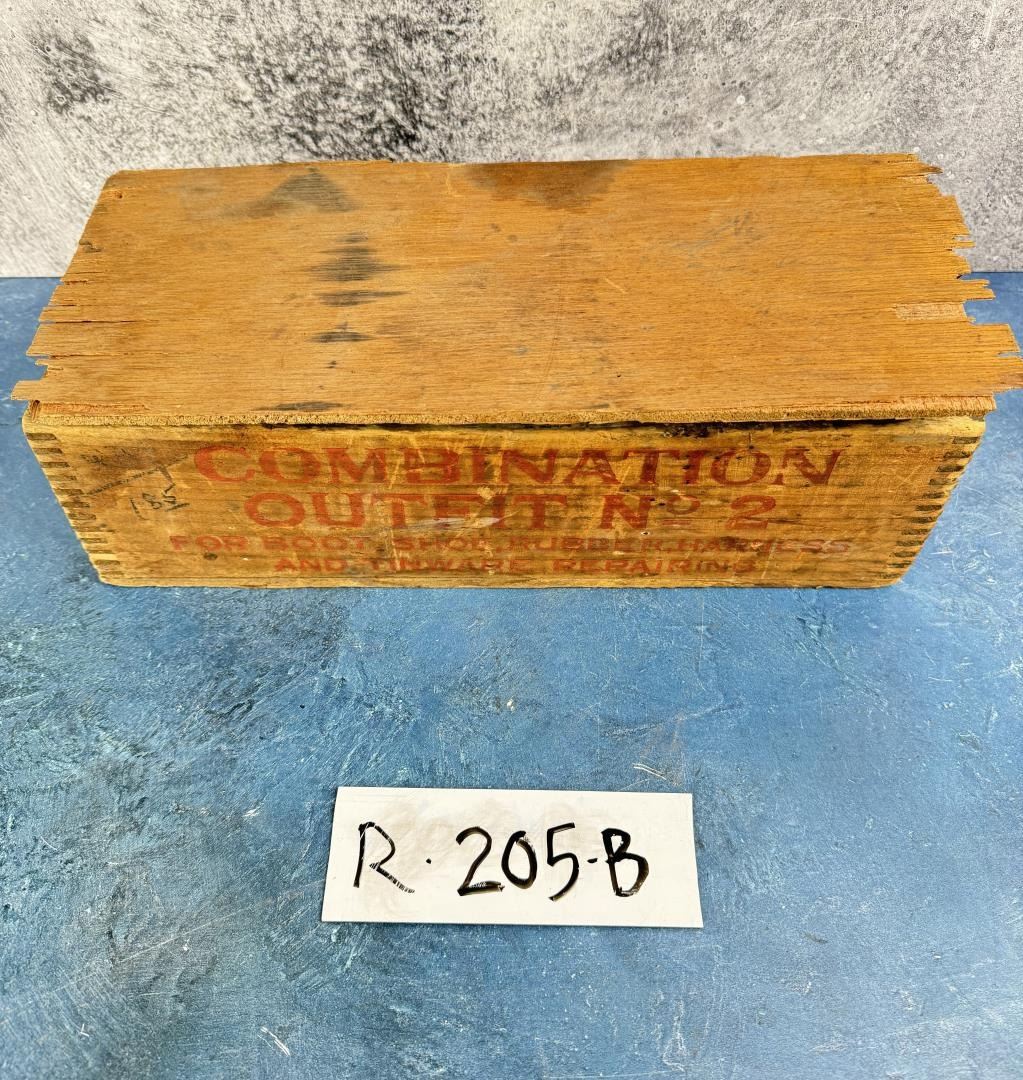 COMBINATION
OUTFIT Nº 2
FOR BOOT, SHOE, RUBBER, HARNESS
AND TINWARE REPAIRING
R. 205-B